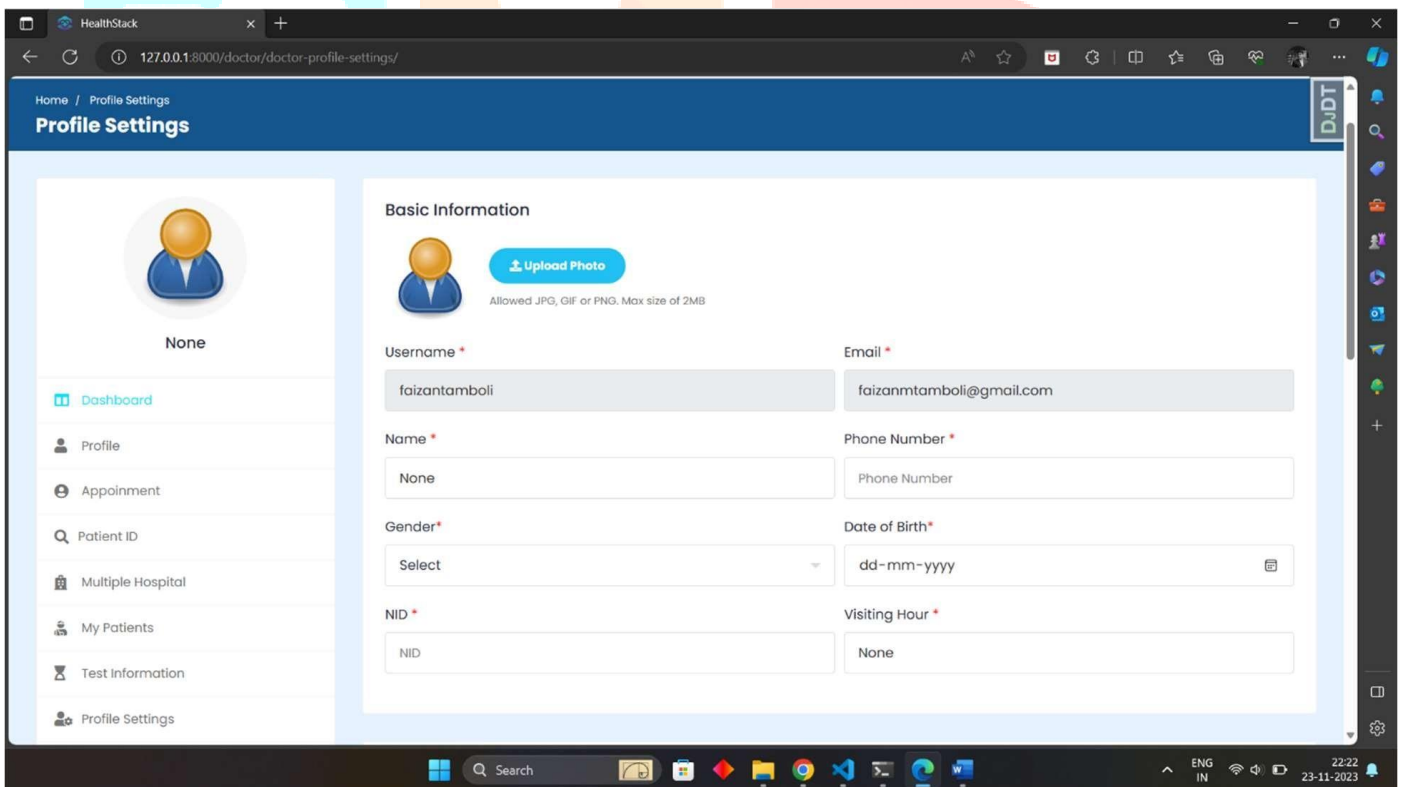 HealthStack
127.0.0.1:8000/doctor/doctor-profile-settings/
Home / Profile Settings
Profile Settings
DJDT
None
Dashboard
Profile
Appoinment
Patient ID
Multiple Hospital
My Patients
Test Information
Profile Settings
Basic Information
Upload Photo
Allowed JPG, GIF or PNG. Max size of 2MB
Username *
Email *
faizantamboli
faizanmtamboli@gmail.com
Name *
Phone Number *
None
Phone Number
Gender*
Date of Birth*
Select
dd-mm-yyyy
NID *
Visiting Hour *
NID
None
Search
ENG
IN
22:22
23-11-2023